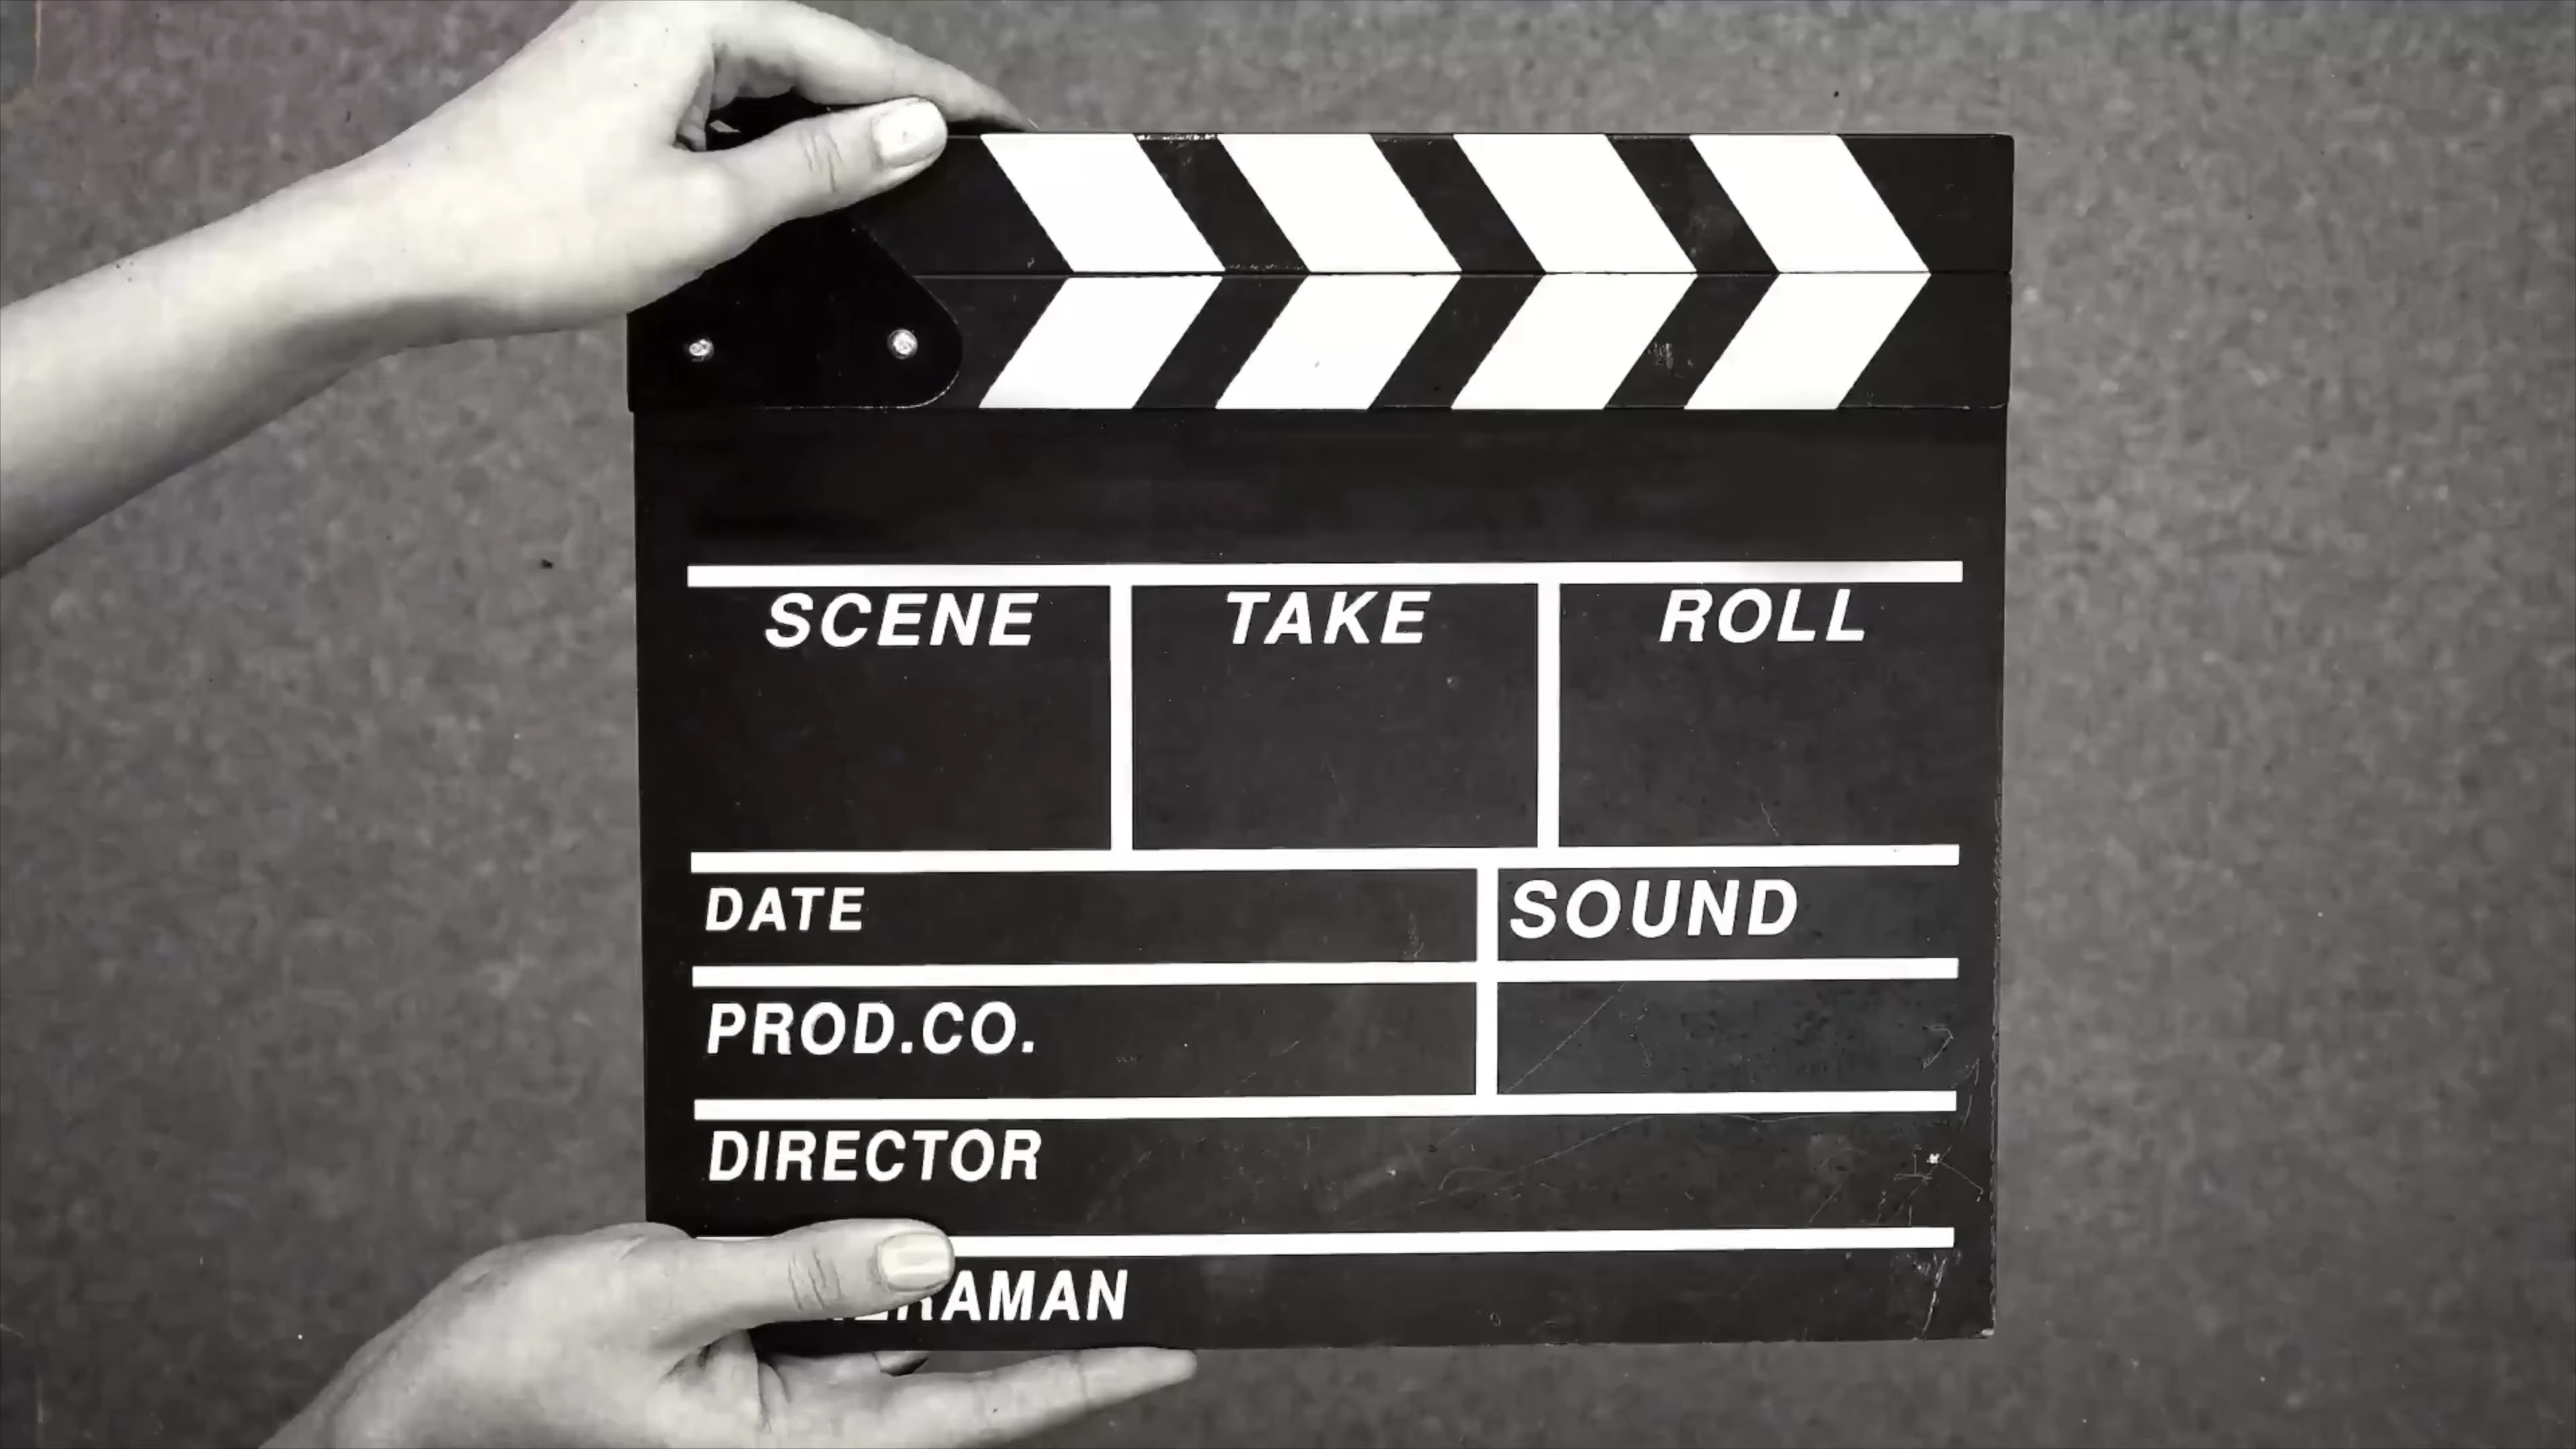 SCENE TAKE ROLL
DATE SOUND
PROD.CO.
DIRECTOR